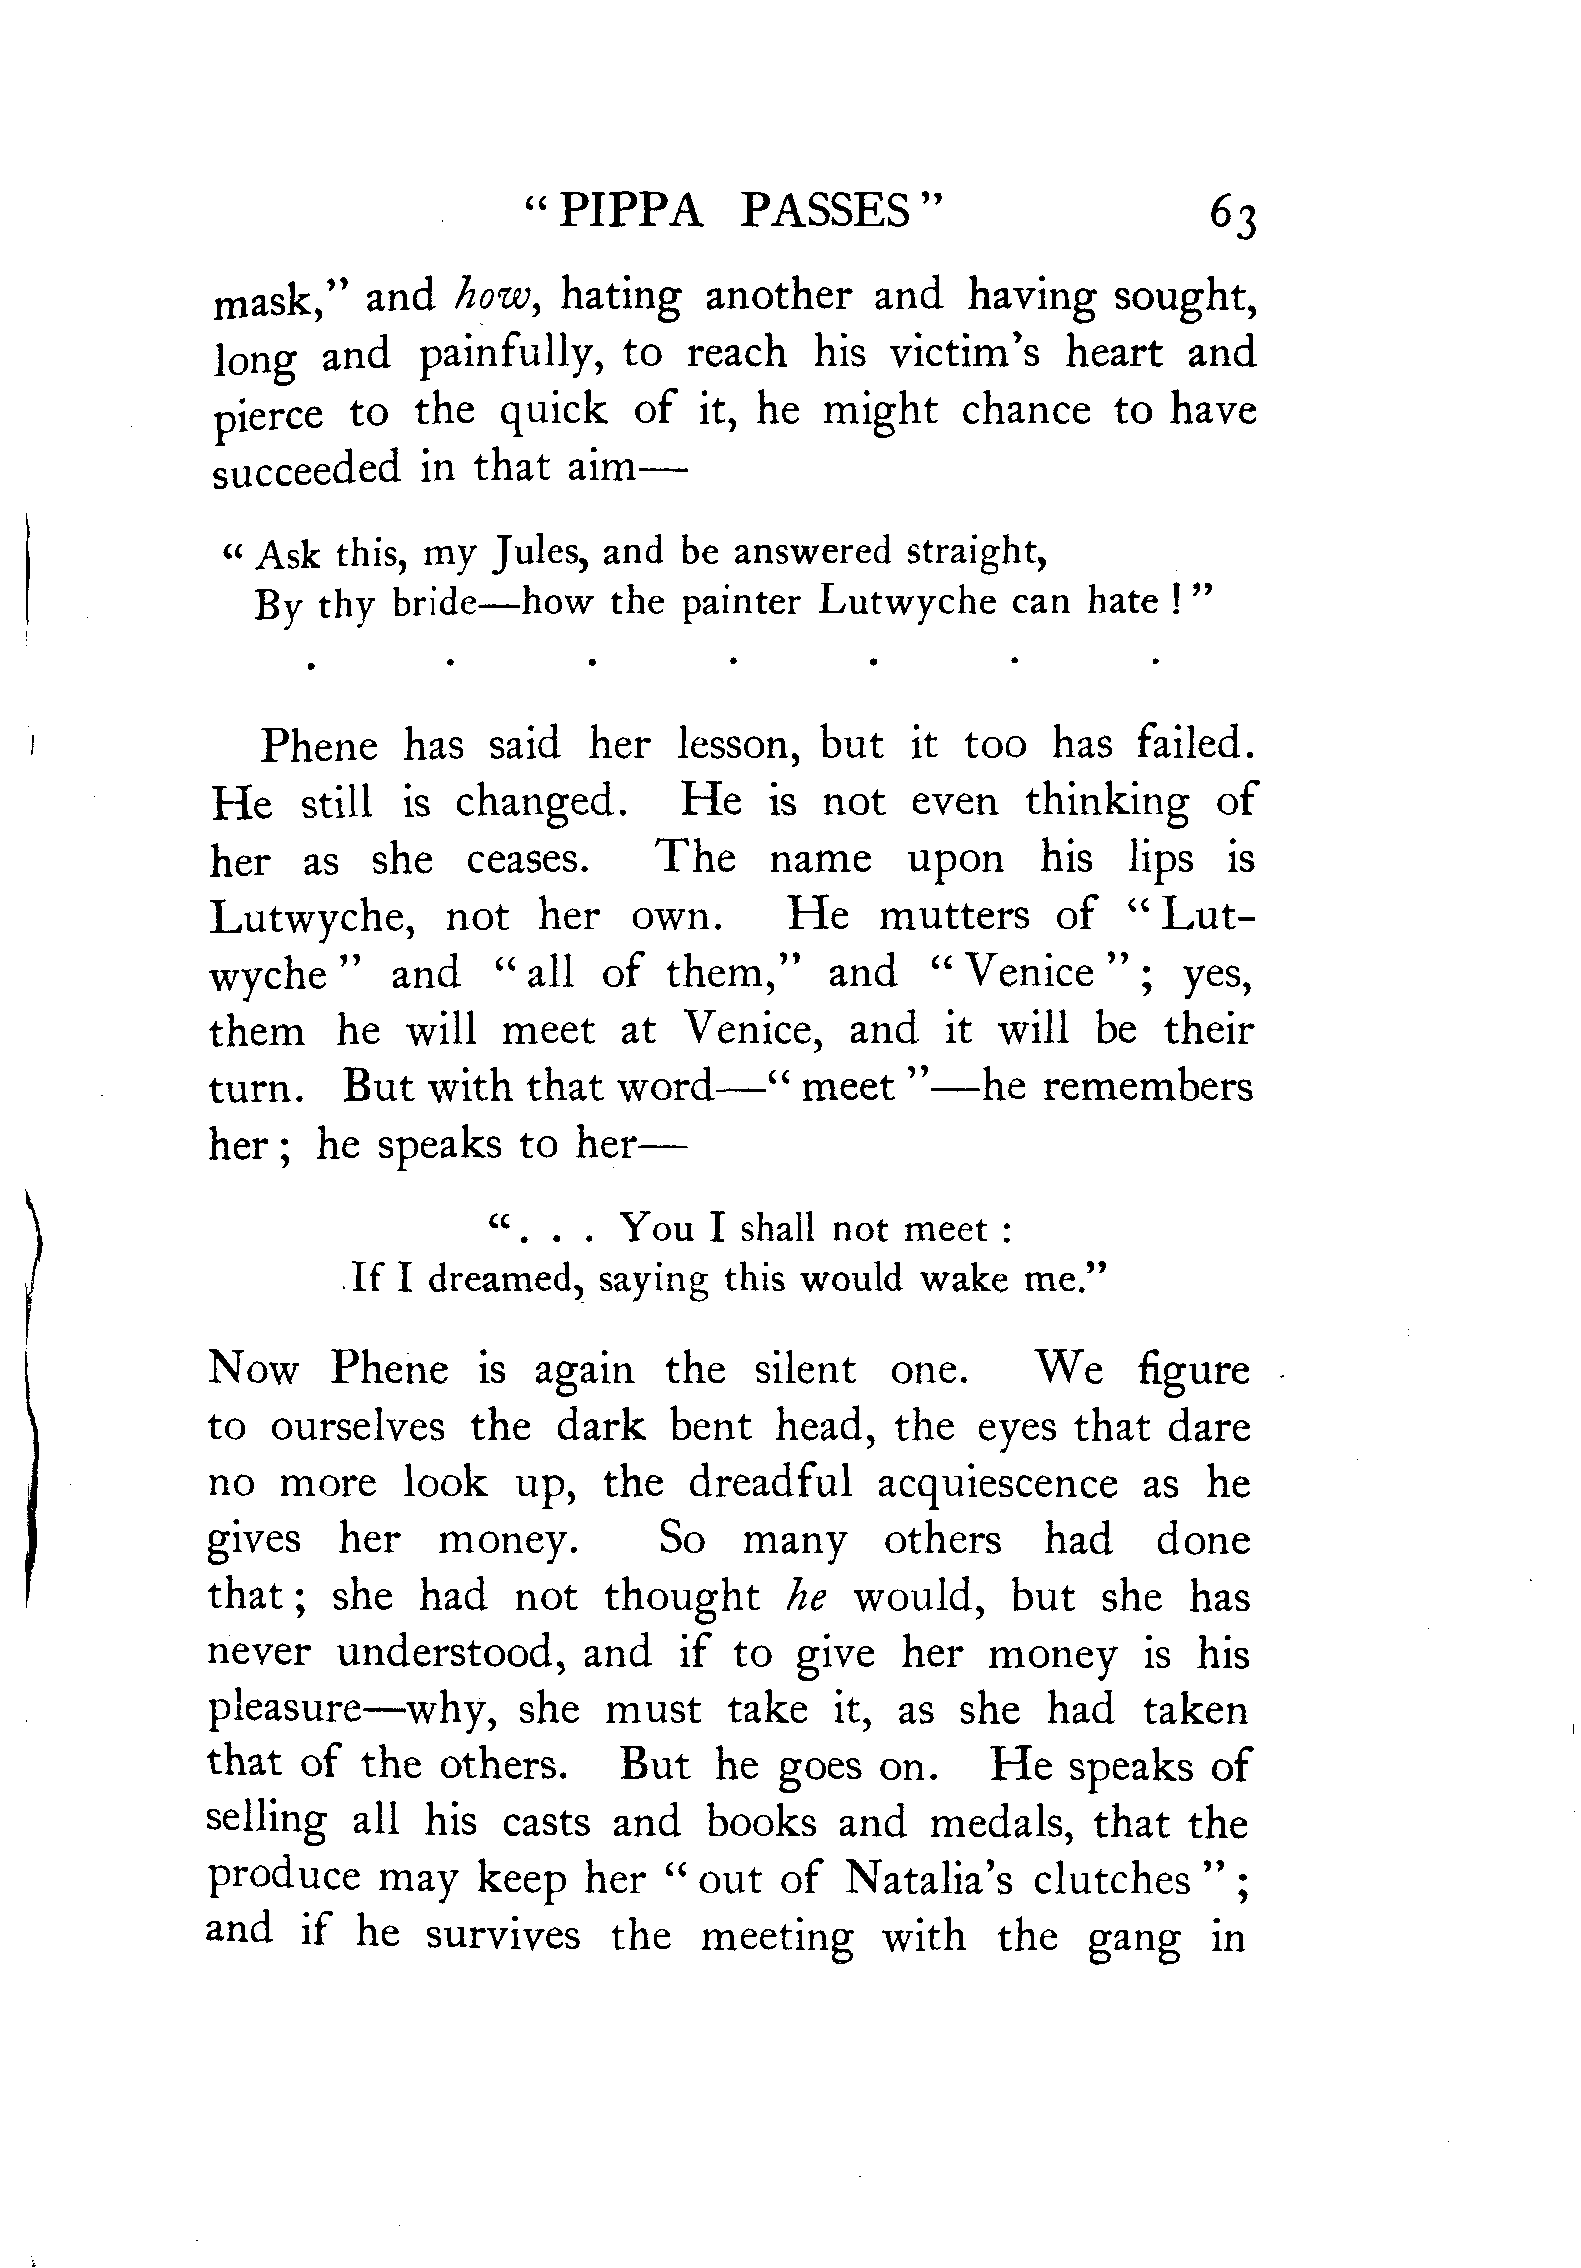 "PIPPA PASSES" 63
mask," and how, hating another and having sought,
long and painfully, to reach his victim's heart and
pierce to the quick of it, he might chance to have
succeeded in that aim—
"Ask this, my Jules, and be answered straight,
By thy bride—how the painter Lutwyche can hate!"
. . . . . . .
Phene has said her lesson, but it too has failed.
He still is changed. He is not even thinking of
her as she ceases. The name upon his lips is
Lutwyche, not her own. He mutters of "Lut-
wyche" and "all of them," and "Venice"; yes,
them he will meet at Venice, and it will be their
turn. But with that word—"meet"—he remembers
her; he speaks to her—
". . . You I shall not meet:
If I dreamed, saying this would wake me."
Now Phene is again the silent one. We figure
to ourselves the dark bent head, the eyes that dare
no more look up, the dreadful acquiescence as he
gives her money. So many others had done
that; she had not thought he would, but she has
never understood, and if to give her money is his
pleasure—why, she must take it, as she had taken
that of the others. But he goes on. He speaks of
selling all his casts and books and medals, that the
produce may keep her "out of Natalia's clutches";
and if he survives the meeting with the gang in